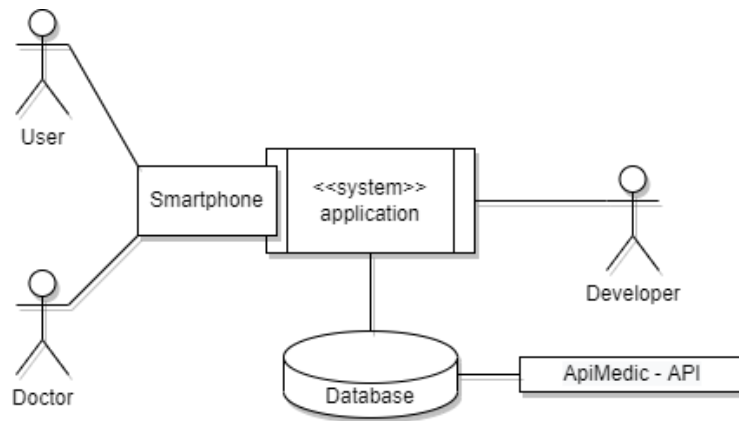 User
Smartphone
<<system>>
application
Developer
Doctor
Database
ApiMedic - API